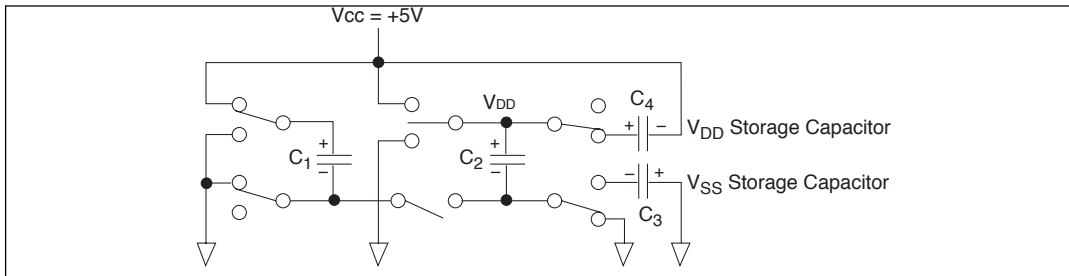 Vcc = +5V
VDD
C4
+ −
VDD Storage Capacitor
+
C1
−
+
C2
−
− +
VSS Storage Capacitor
C3